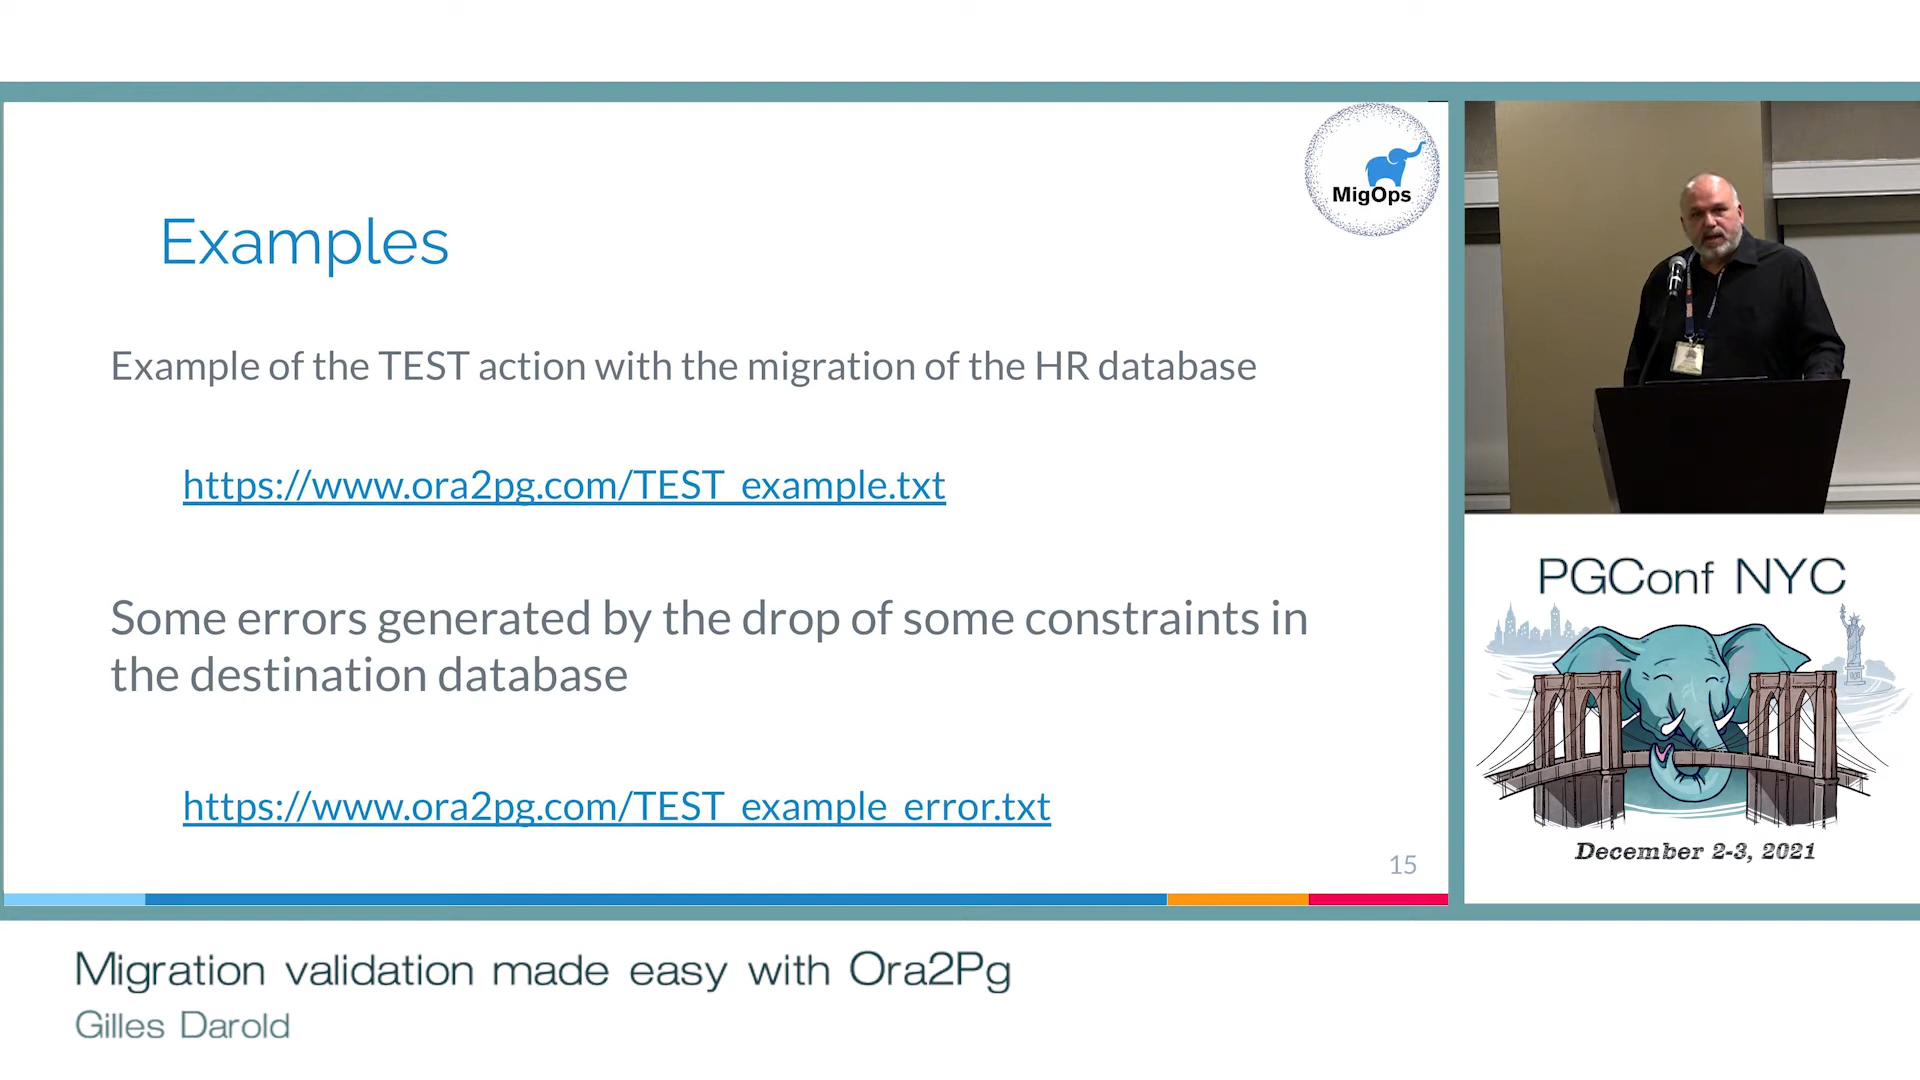 MigOps
Examples
Example of the TEST action with the migration of the HR database
https://www.ora2pg.com/TEST_example.txt
Some errors generated by the drop of some constraints in
the destination database
https://www.ora2pg.com/TEST_example_error.txt
15
PGConf NYC
December 2-3, 2021
Migration validation made easy with Ora2Pg
Gilles Darold